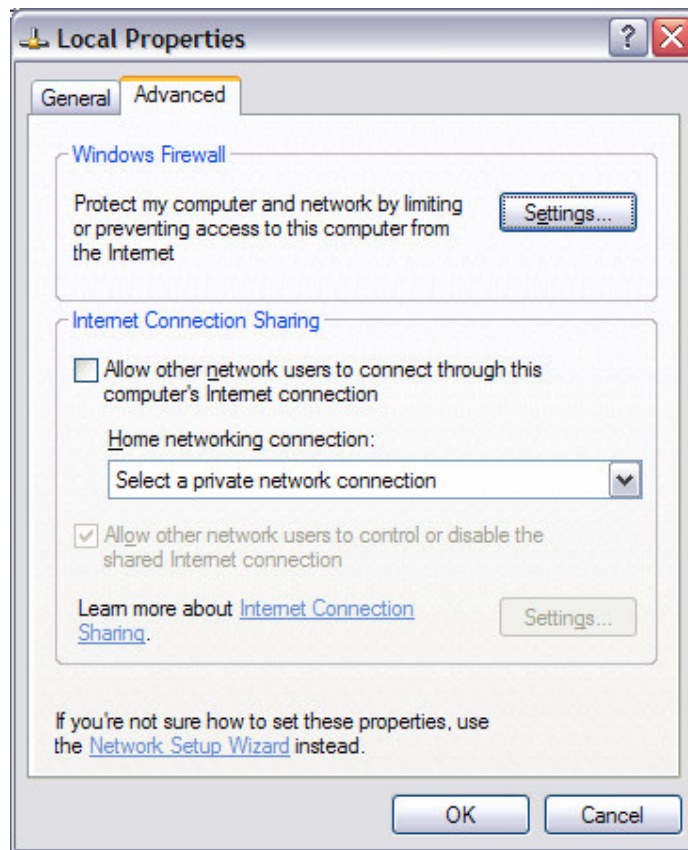 Local Properties
General
Advanced
Windows Firewall
Protect my computer and network by limiting
or preventing access to this computer from
the Internet
Settings...
Internet Connection Sharing
Allow other network users to connect through this
computer's Internet connection
Home networking connection:
Select a private network connection
Allow other network users to control or disable the
shared Internet connection
Learn more about Internet Connection
Sharing.
Settings...
If you're not sure how to set these properties, use
the Network Setup Wizard instead.
OK
Cancel